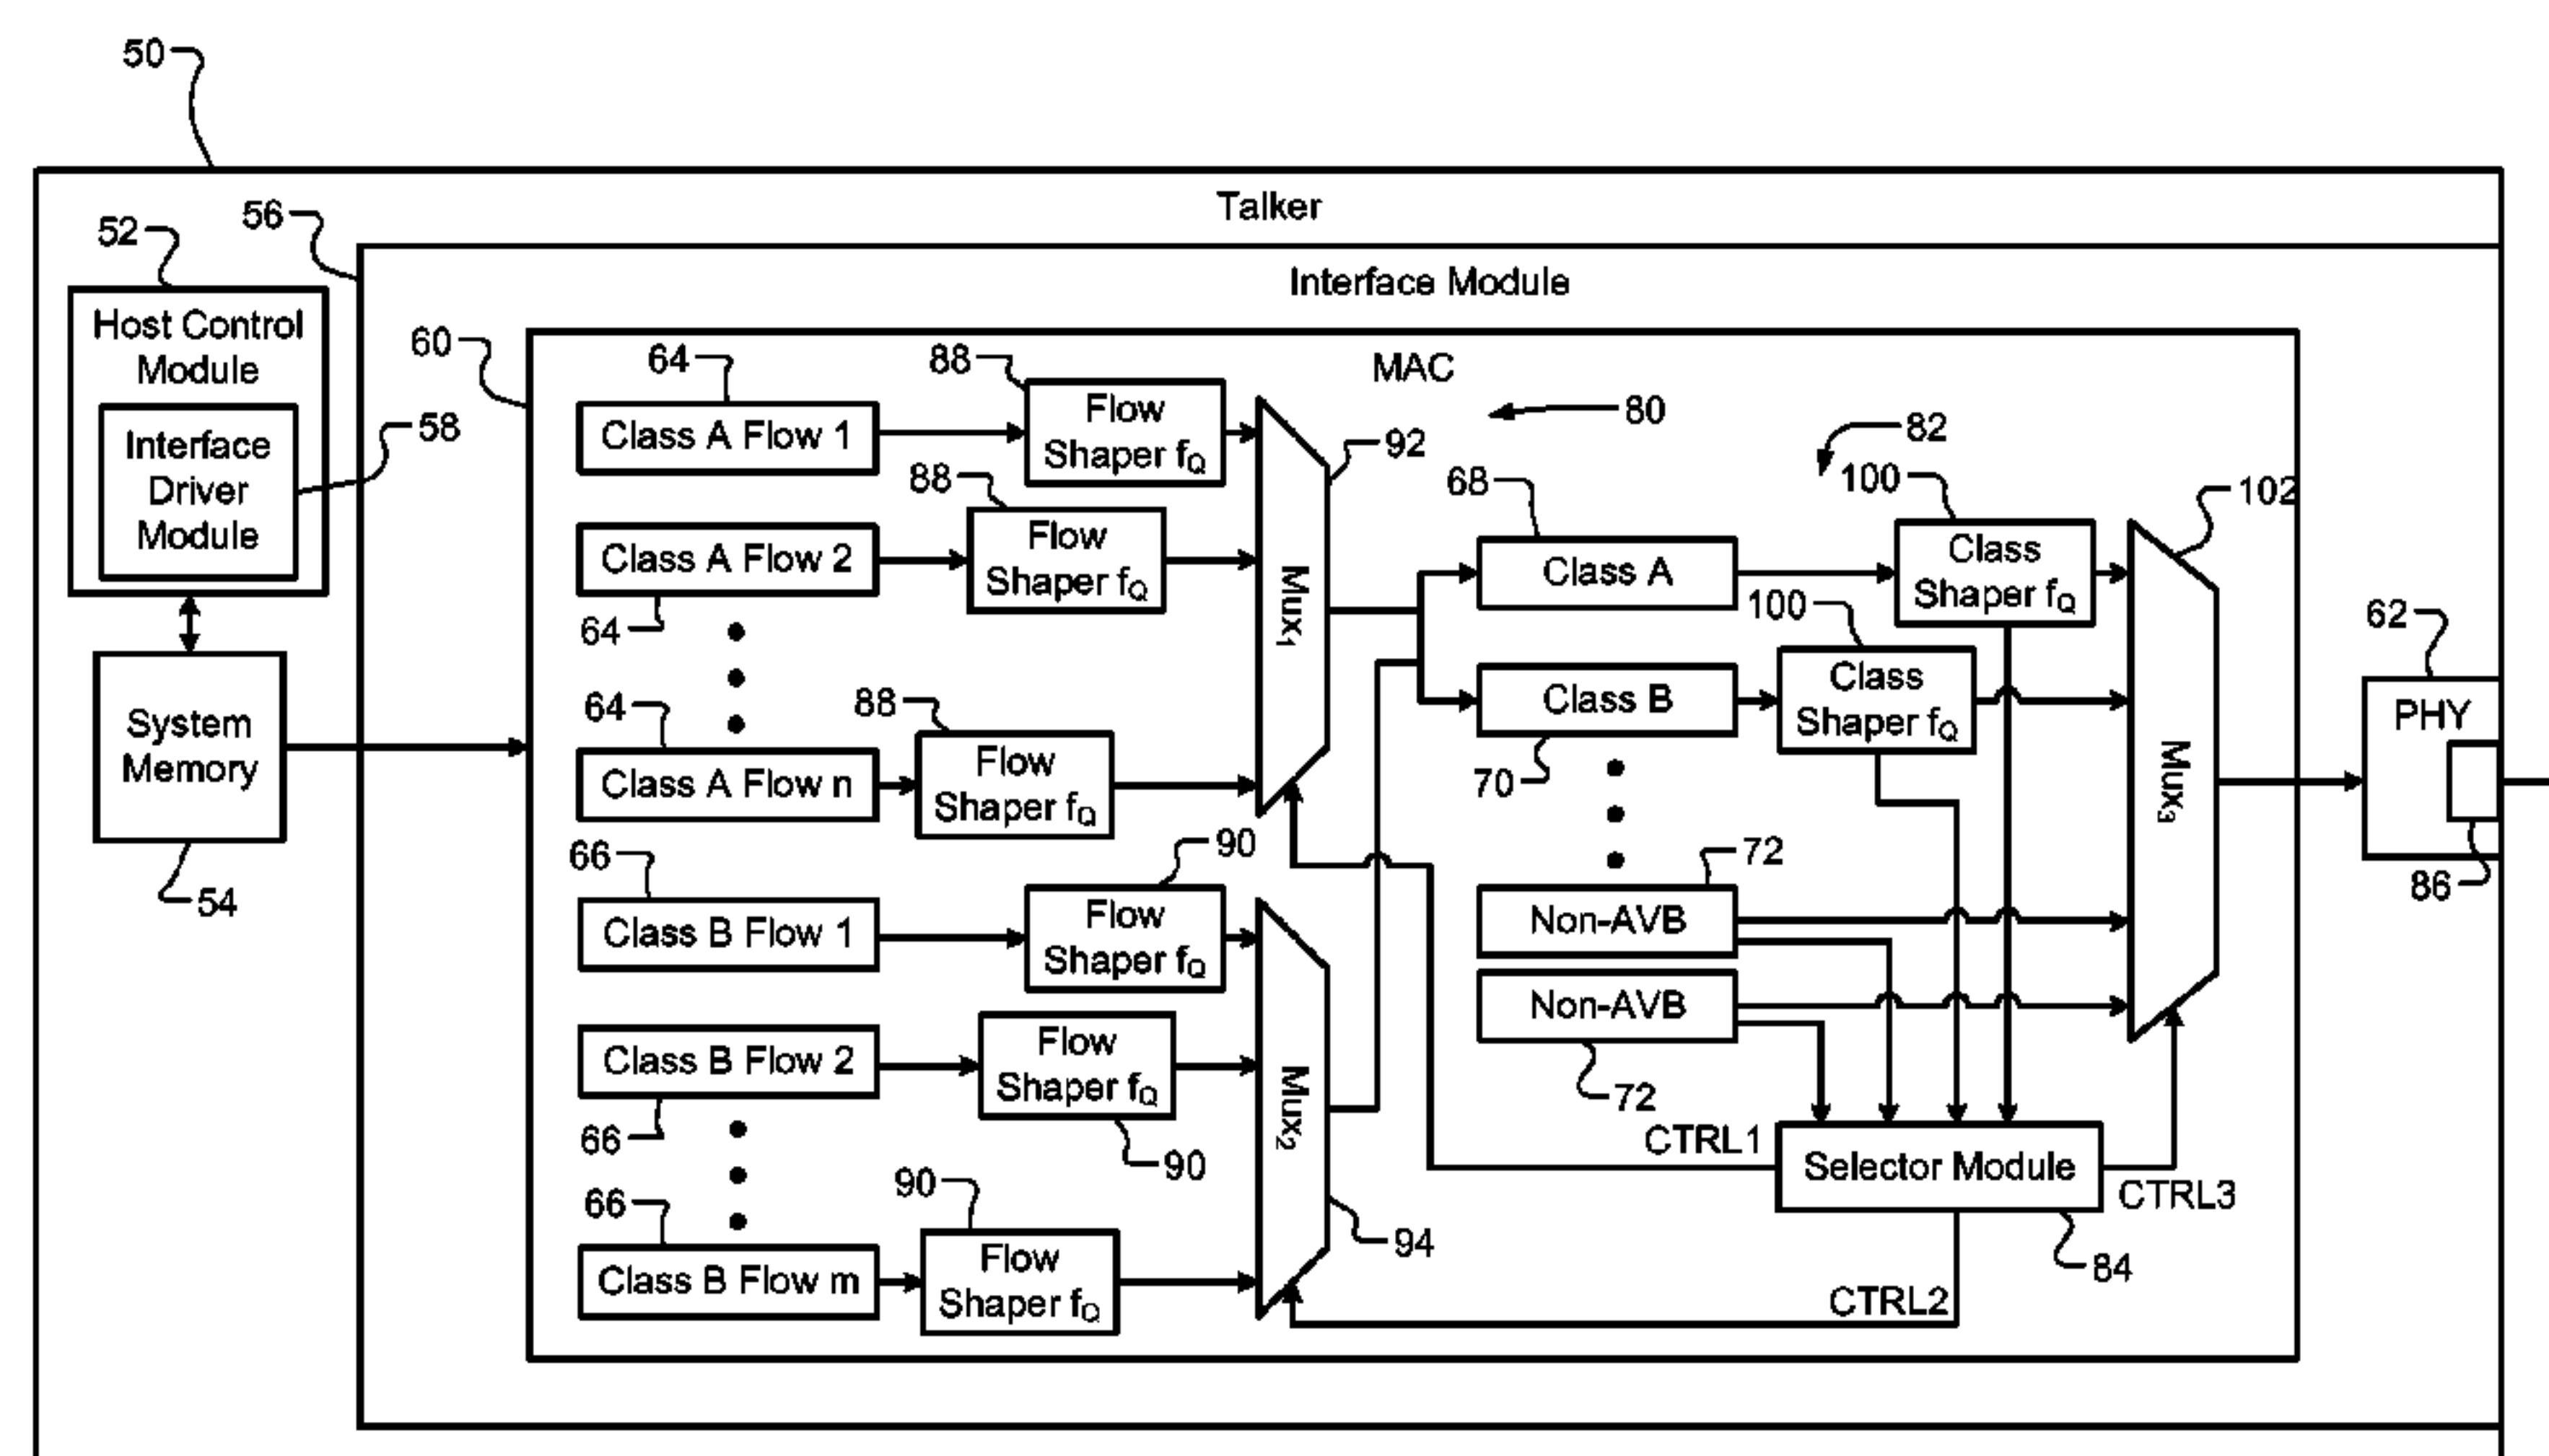 50
Talker
56
52
Interface Module
Host Control
Module
60
MAC
64
88
Class A Flow 1
Flow
Shaper fQ
92
80
82
Interface
Driver
Module
58
88
68
100
102
Class A Flow 2
Flow
Shaper fQ
64
Mux1
Class A
Class
Shaper fQ
100
62
System
Memory
54
64
88
Class A Flow n
Flow
Shaper fQ
Class B
70
Class
Shaper fQ
Mux3
PHY
86
66
90
Class B Flow 1
Flow
Shaper fQ
72
Non-AVB
Non-AVB
72
Class B Flow 2
66
Flow
Shaper fQ
90
Mux2
CTRL1
Selector Module
CTRL3
84
66
90
Class B Flow m
Flow
Shaper fQ
94
CTRL2